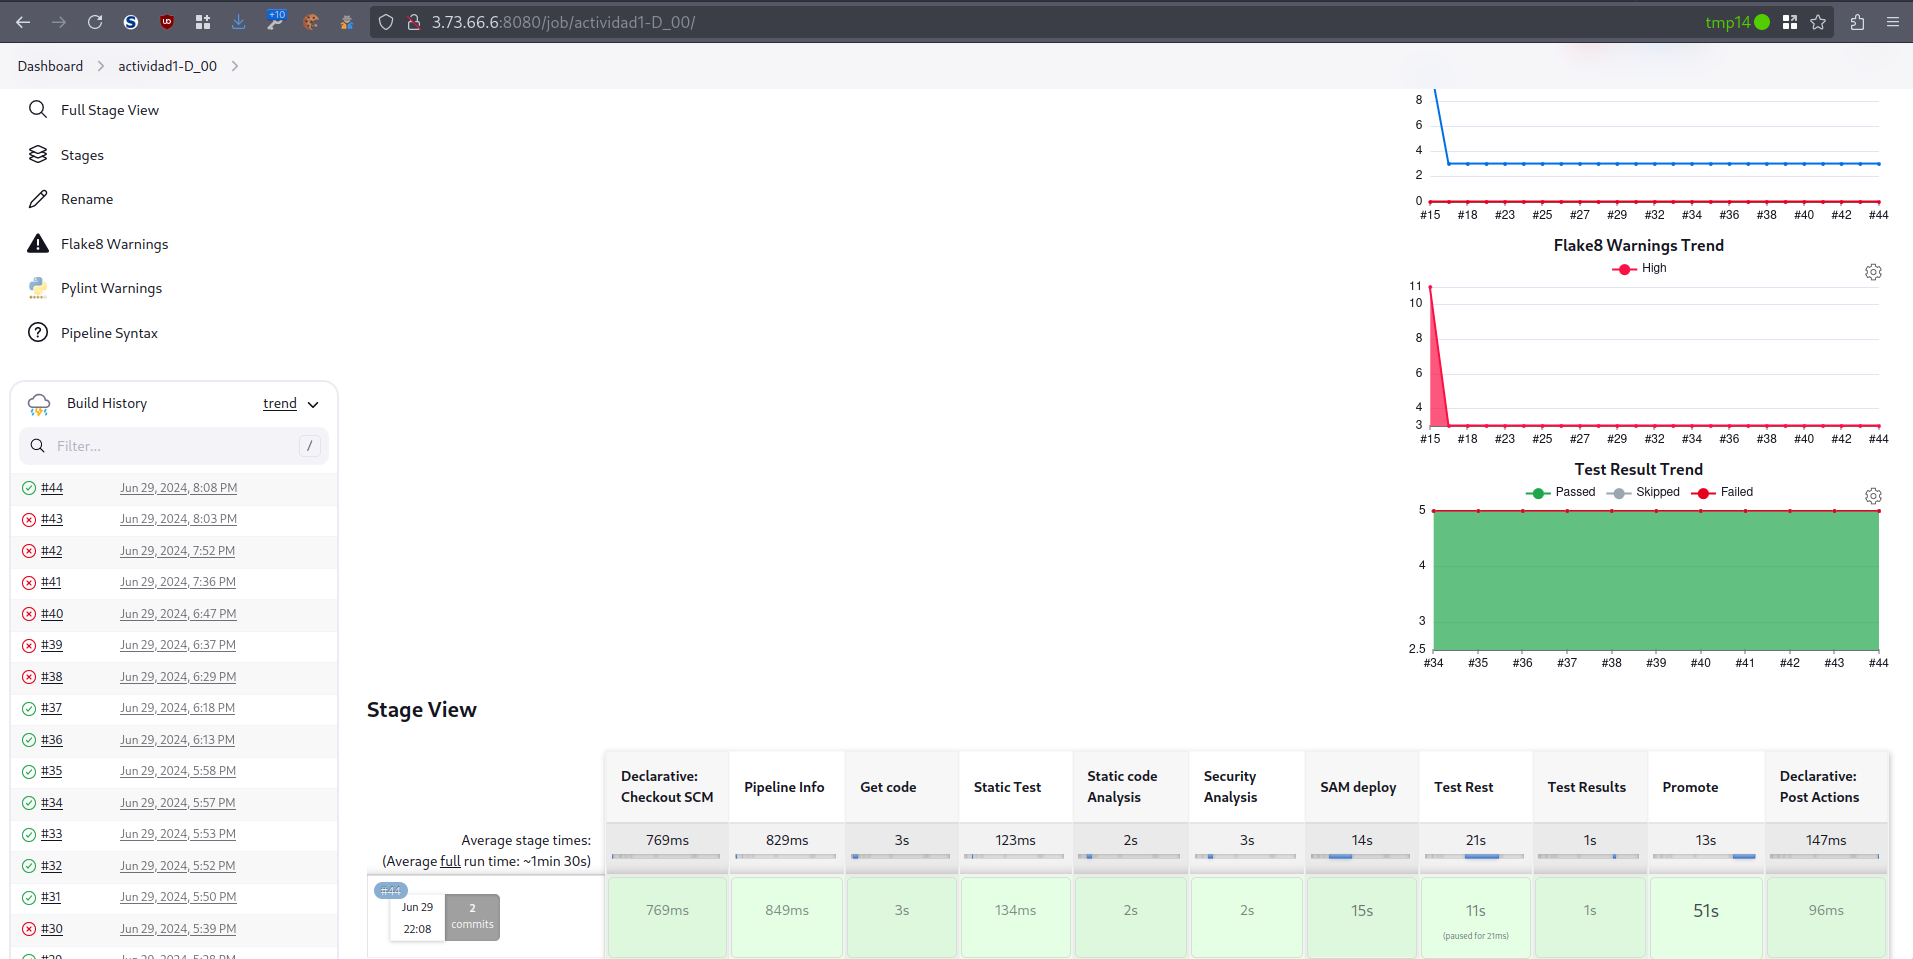 +10
3.73.66.6:8080/job/actividad1-D_00/
tmp14
Dashboard
actividad1-D_00
Full Stage View
Stages
Rename
Flake8 Warnings
Pylint Warnings
Pipeline Syntax
Build History
trend
Filter...
/
#44 Jun 29, 2024, 8:08 PM
#43 Jun 29, 2024, 8:03 PM
#42 Jun 29, 2024, 7:52 PM
#41 Jun 29, 2024, 7:36 PM
#40 Jun 29, 2024, 6:47 PM
#39 Jun 29, 2024, 6:37 PM
#38 Jun 29, 2024, 6:29 PM
#37 Jun 29, 2024, 6:18 PM
#36 Jun 29, 2024, 6:13 PM
#35 Jun 29, 2024, 5:58 PM
#34 Jun 29, 2024, 5:57 PM
#33 Jun 29, 2024, 5:53 PM
#32 Jun 29, 2024, 5:52 PM
#31 Jun 29, 2024, 5:50 PM
#30 Jun 29, 2024, 5:39 PM
8
6
4
2
0
#15 #18 #23 #25 #27 #29 #32 #34 #36 #38 #40 #42 #44
Flake8 Warnings Trend
High
11
10
8
6
4
3
#15 #18 #23 #25 #27 #29 #32 #34 #36 #38 #40 #42 #44
Test Result Trend
Passed Skipped Failed
5
4
3
2.5
#34 #35 #36 #37 #38 #39 #40 #41 #42 #43 #44
Stage View
Declarative: Checkout SCM
Pipeline Info
Get code
Static Test
Static code Analysis
Security Analysis
SAM deploy
Test Rest
Test Results
Promote
Declarative: Post Actions
Average stage times:
(Average full run time: ~1min 30s)
769ms 829ms 3s 123ms 2s 3s 14s 21s 1s 13s 147ms
#44
Jun 29
22:08
2
commits
769ms 849ms 3s 134ms 2s 2s 15s 11s 1s 51s 96ms
(paused for 21ms)